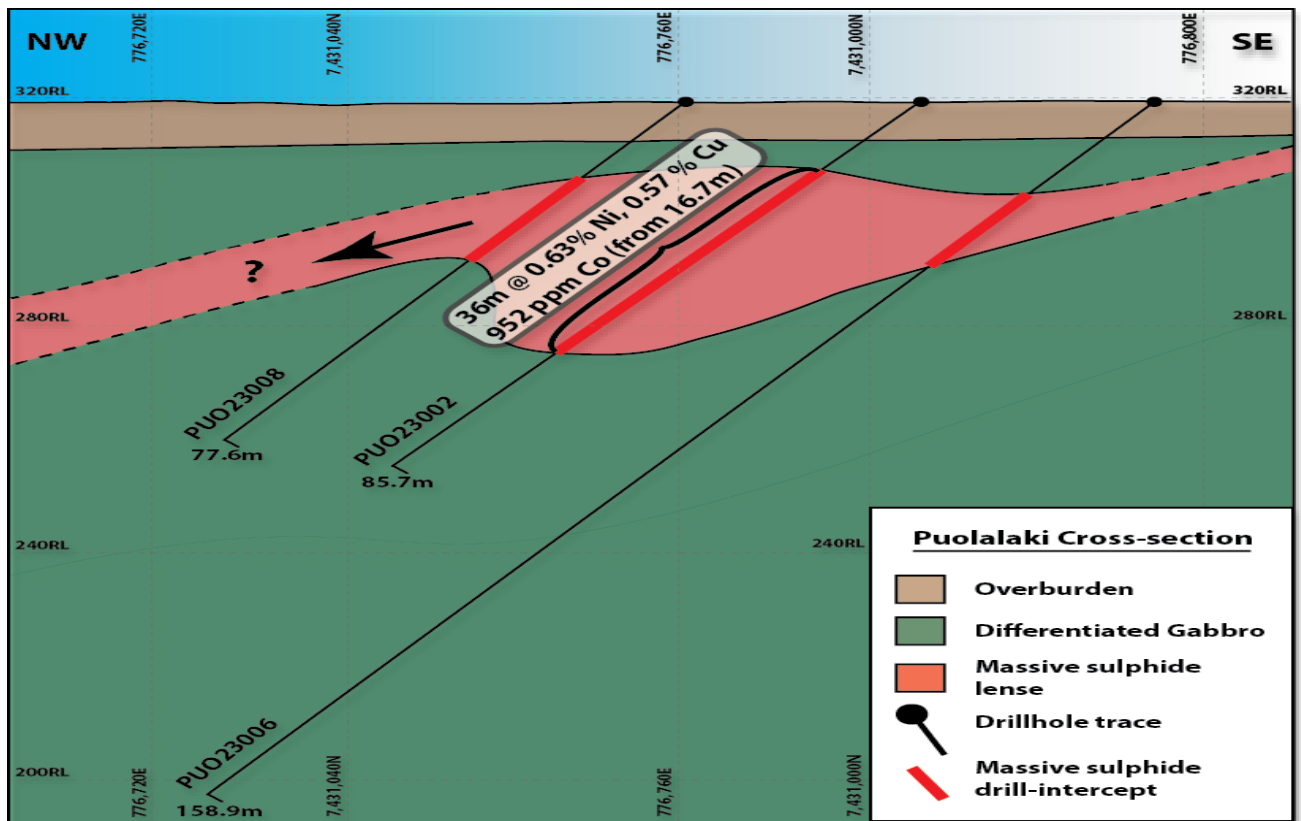 NW
776,720E
7,431,040N
776,760E
7,431,000N
776,800E
SE
320RL
320RL
36m @ 0.63% Ni, 0.57 % Cu
952 ppm Co (from 16.7m)
?
280RL
280RL
PUO23008
77.6m
PUO23002
85.7m
240RL
240RL
PUO23006
158.9m
200RL
776,720E
7,431,040N
776,760E
7,431,000N
Puolalaki Cross-section
Overburden
Differentiated Gabbro
Massive sulphide
lense
Drillhole trace
Massive sulphide
drill-intercept